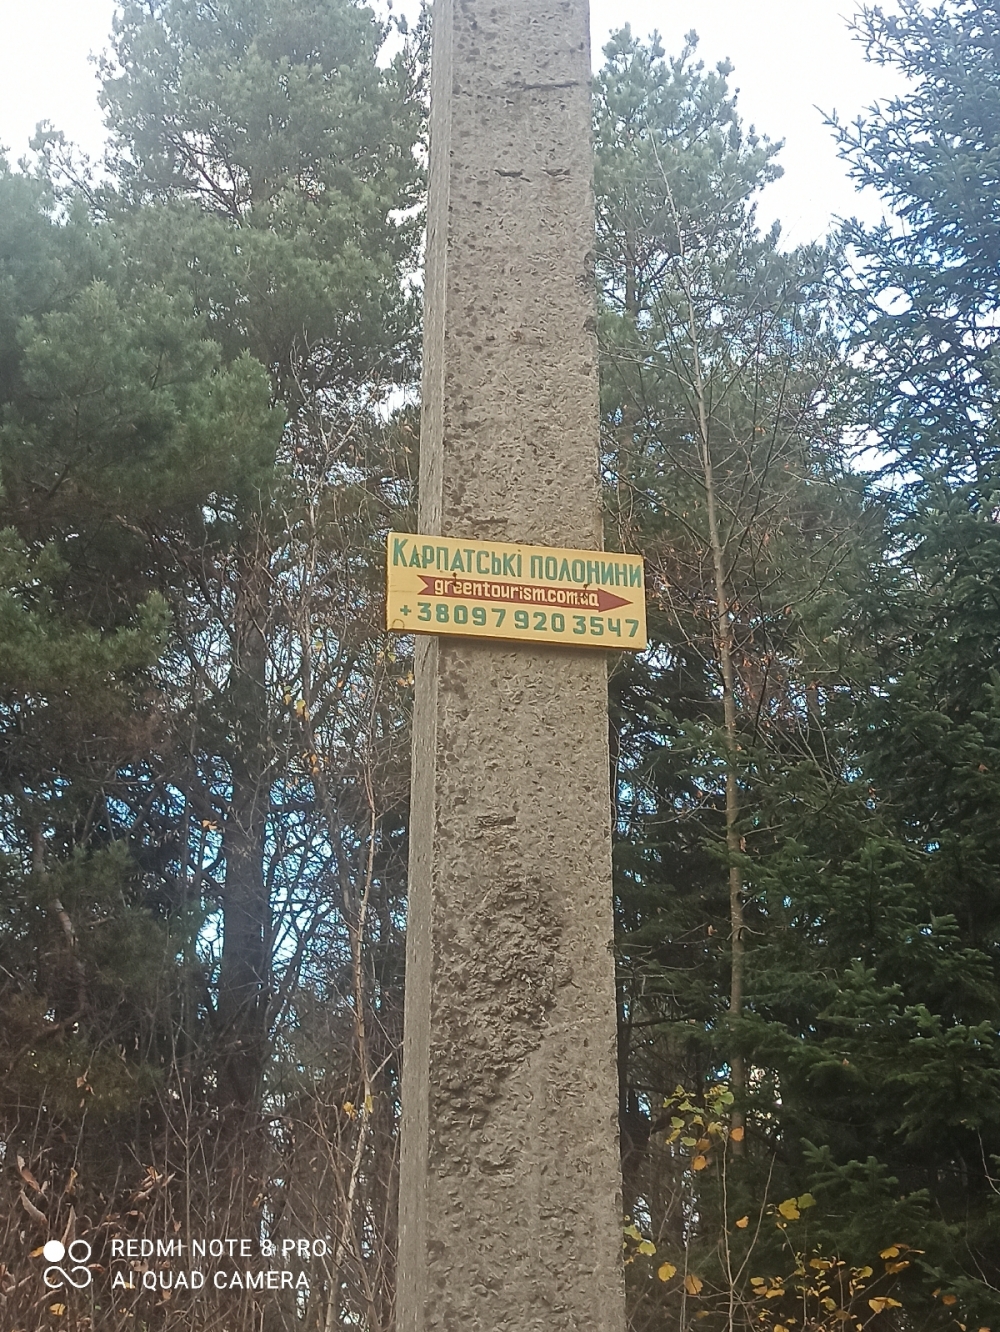 КАРПАТСЬКІ ПОЛОНИНИ
greentourism.com.ua
+38097 920 3547
REDMI NOTE 8 PRO
AI QUAD CAMERA